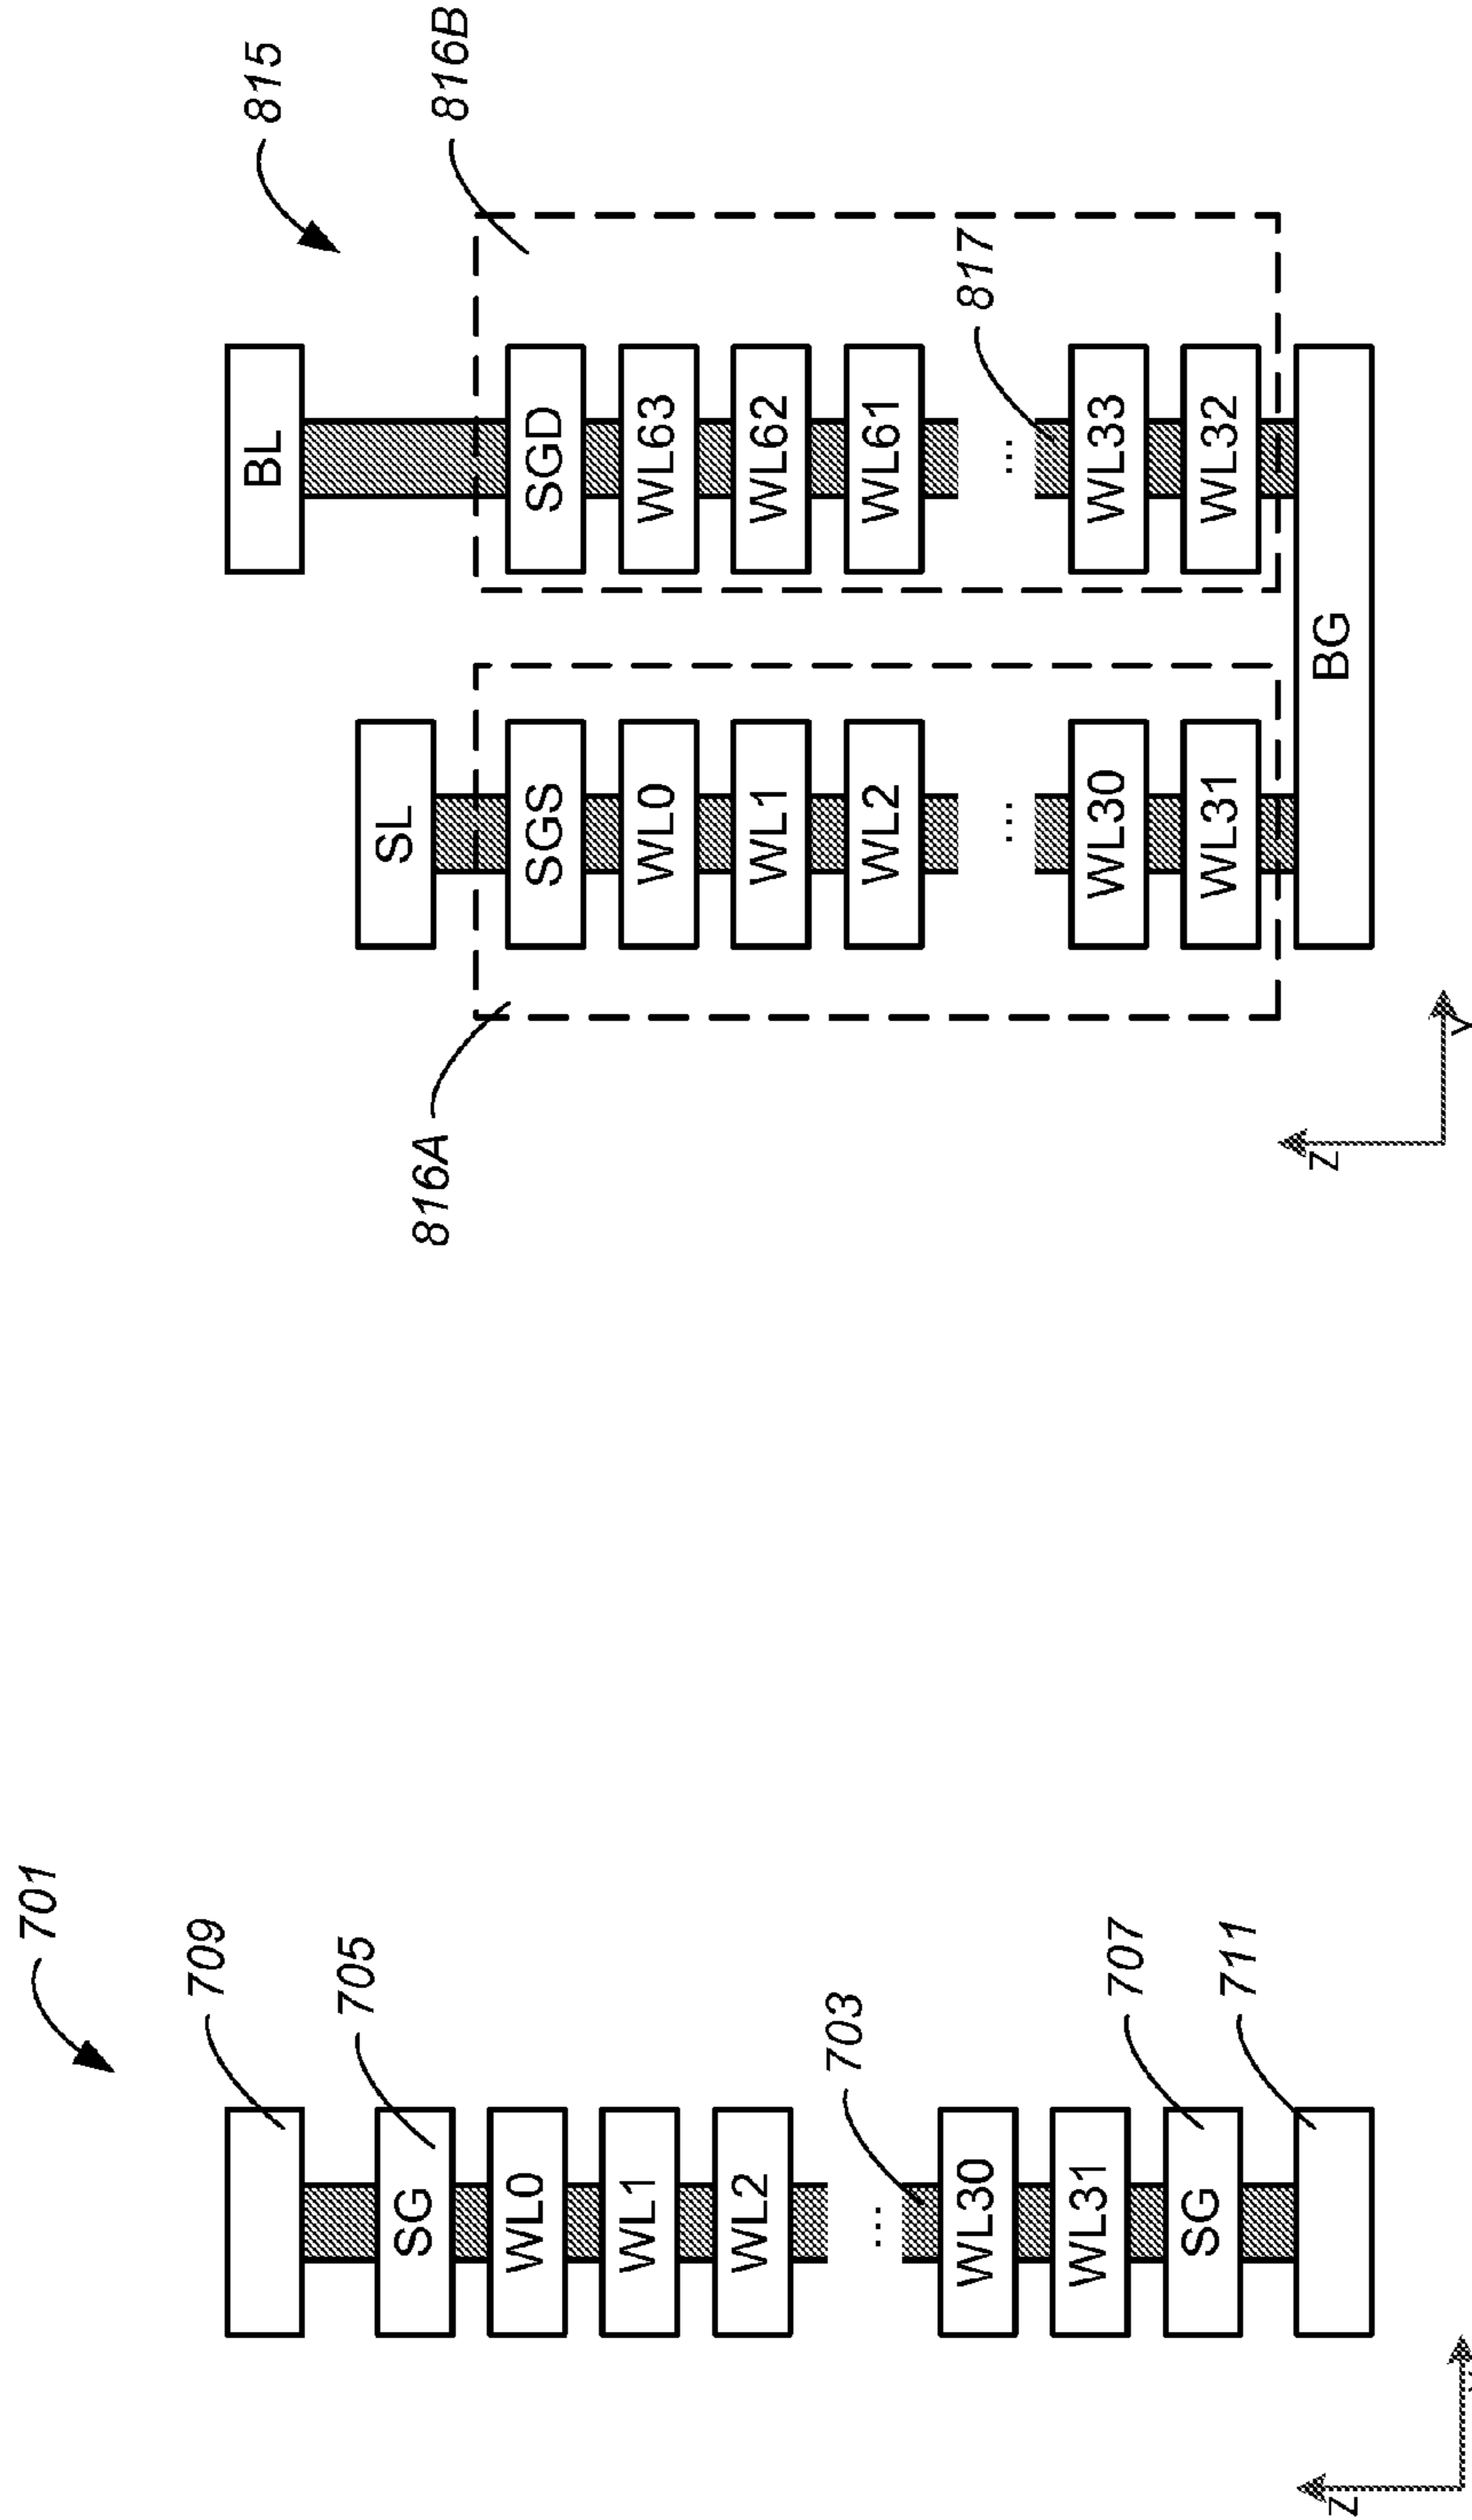 701
709
705
703
707
711
SG
WL0
WL1
WL2
...
WL30
WL31
SG
z
815
816B
816A
817
BL
SL
SGS
SGD
WL0
WL63
WL1
WL62
WL2
WL61
...
...
WL30
WL33
WL31
WL32
BG
z
y